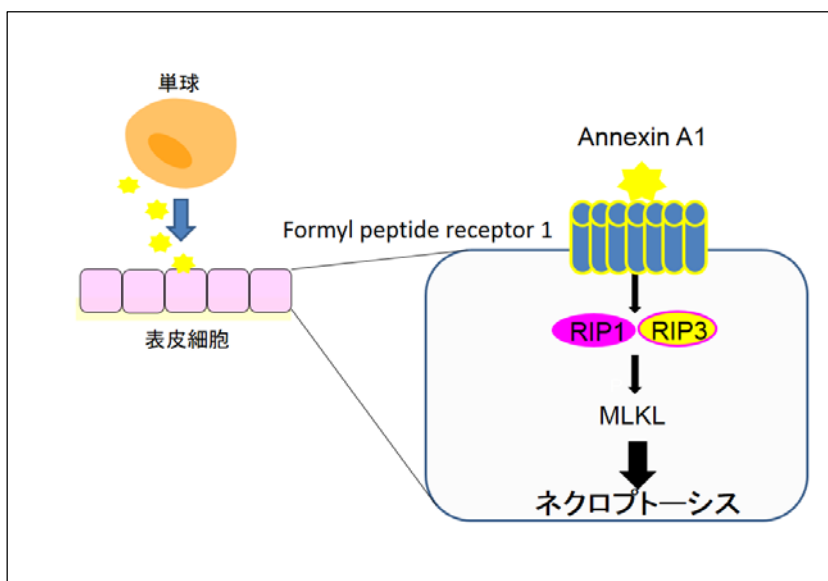 単球
Annexin A1
Formyl peptide receptor 1
表皮細胞
RIP1 RIP3
MLKL
ネクロプトーシス